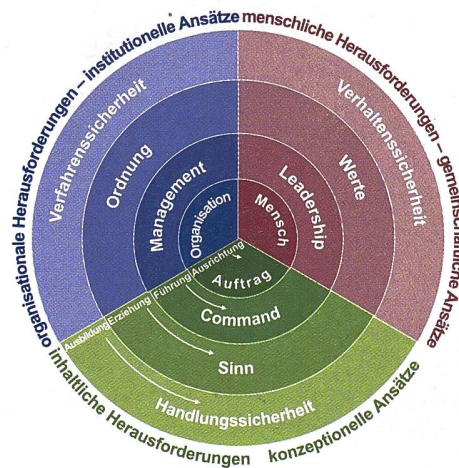 organisationale Herausforderungen – institutionelle Ansätze
menschliche Herausforderungen – gemeinschaftliche Ansätze
Verfahrenssicherheit
Ordnung
Management
Organisation
Mensch
Leadership
Werte
Verhaltenssicherheit
Ausbildung
Erziehung
Führung
Ausrichtung
Auftrag
Command
Sinn
Handlungssicherheit
inhaltliche Herausforderungen
konzeptionelle Ansätze